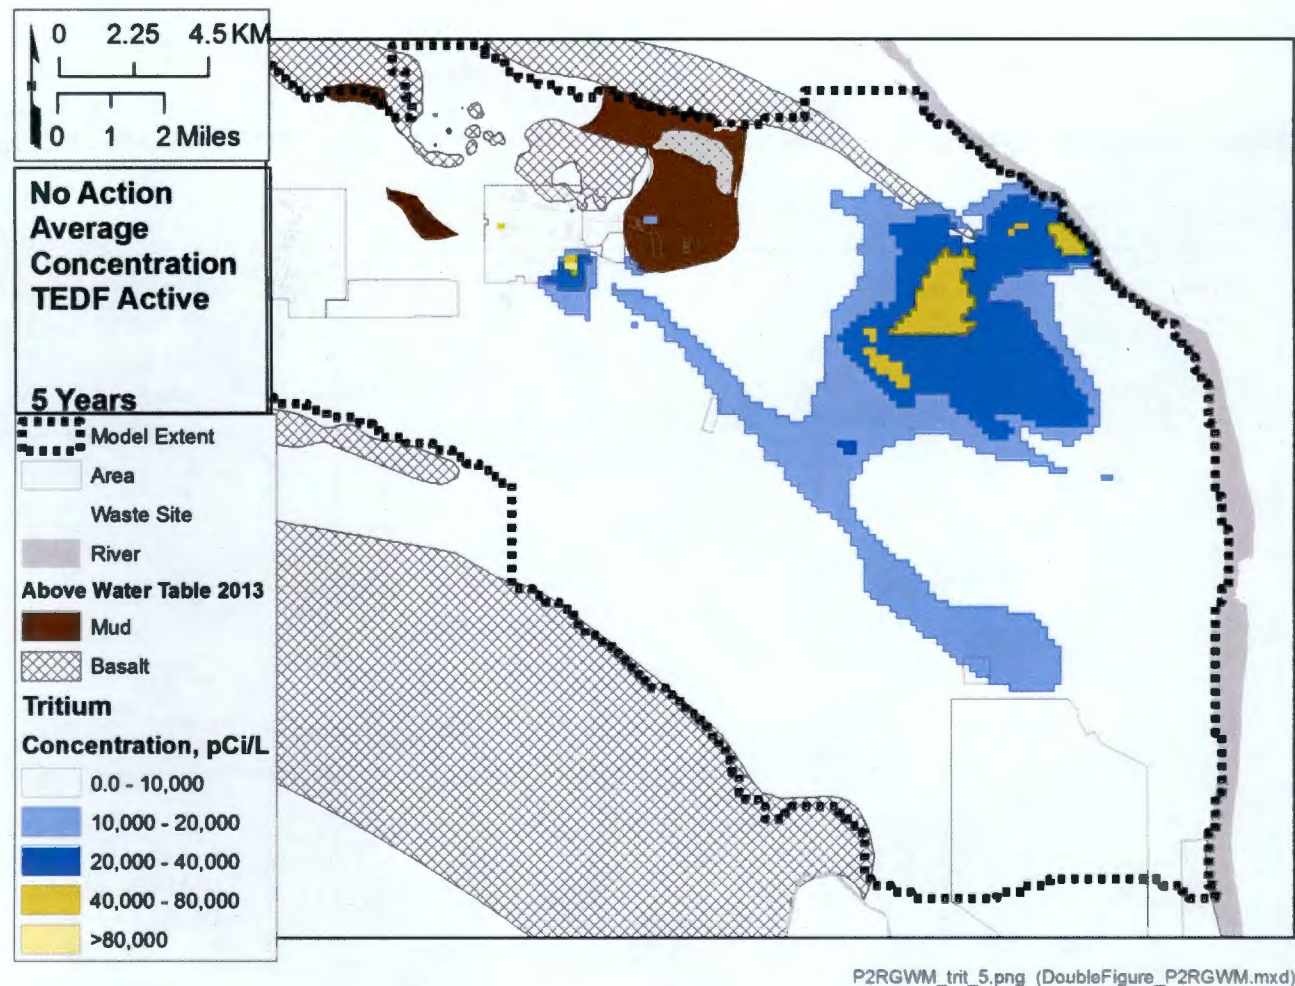 0 2.25 4.5 KM
0 1 2 Miles
No Action
Average
Concentration
TEDF Active
5 Years
Model Extent
Area
Waste Site
River
Above Water Table 2013
Mud
Basalt
Tritium
Concentration, pCi/L
0.0 - 10,000
10,000 - 20,000
20,000 - 40,000
40,000 - 80,000
>80,000
P2RGWM_trit_5.png (DoubleFigure_P2RGWM.mxd)